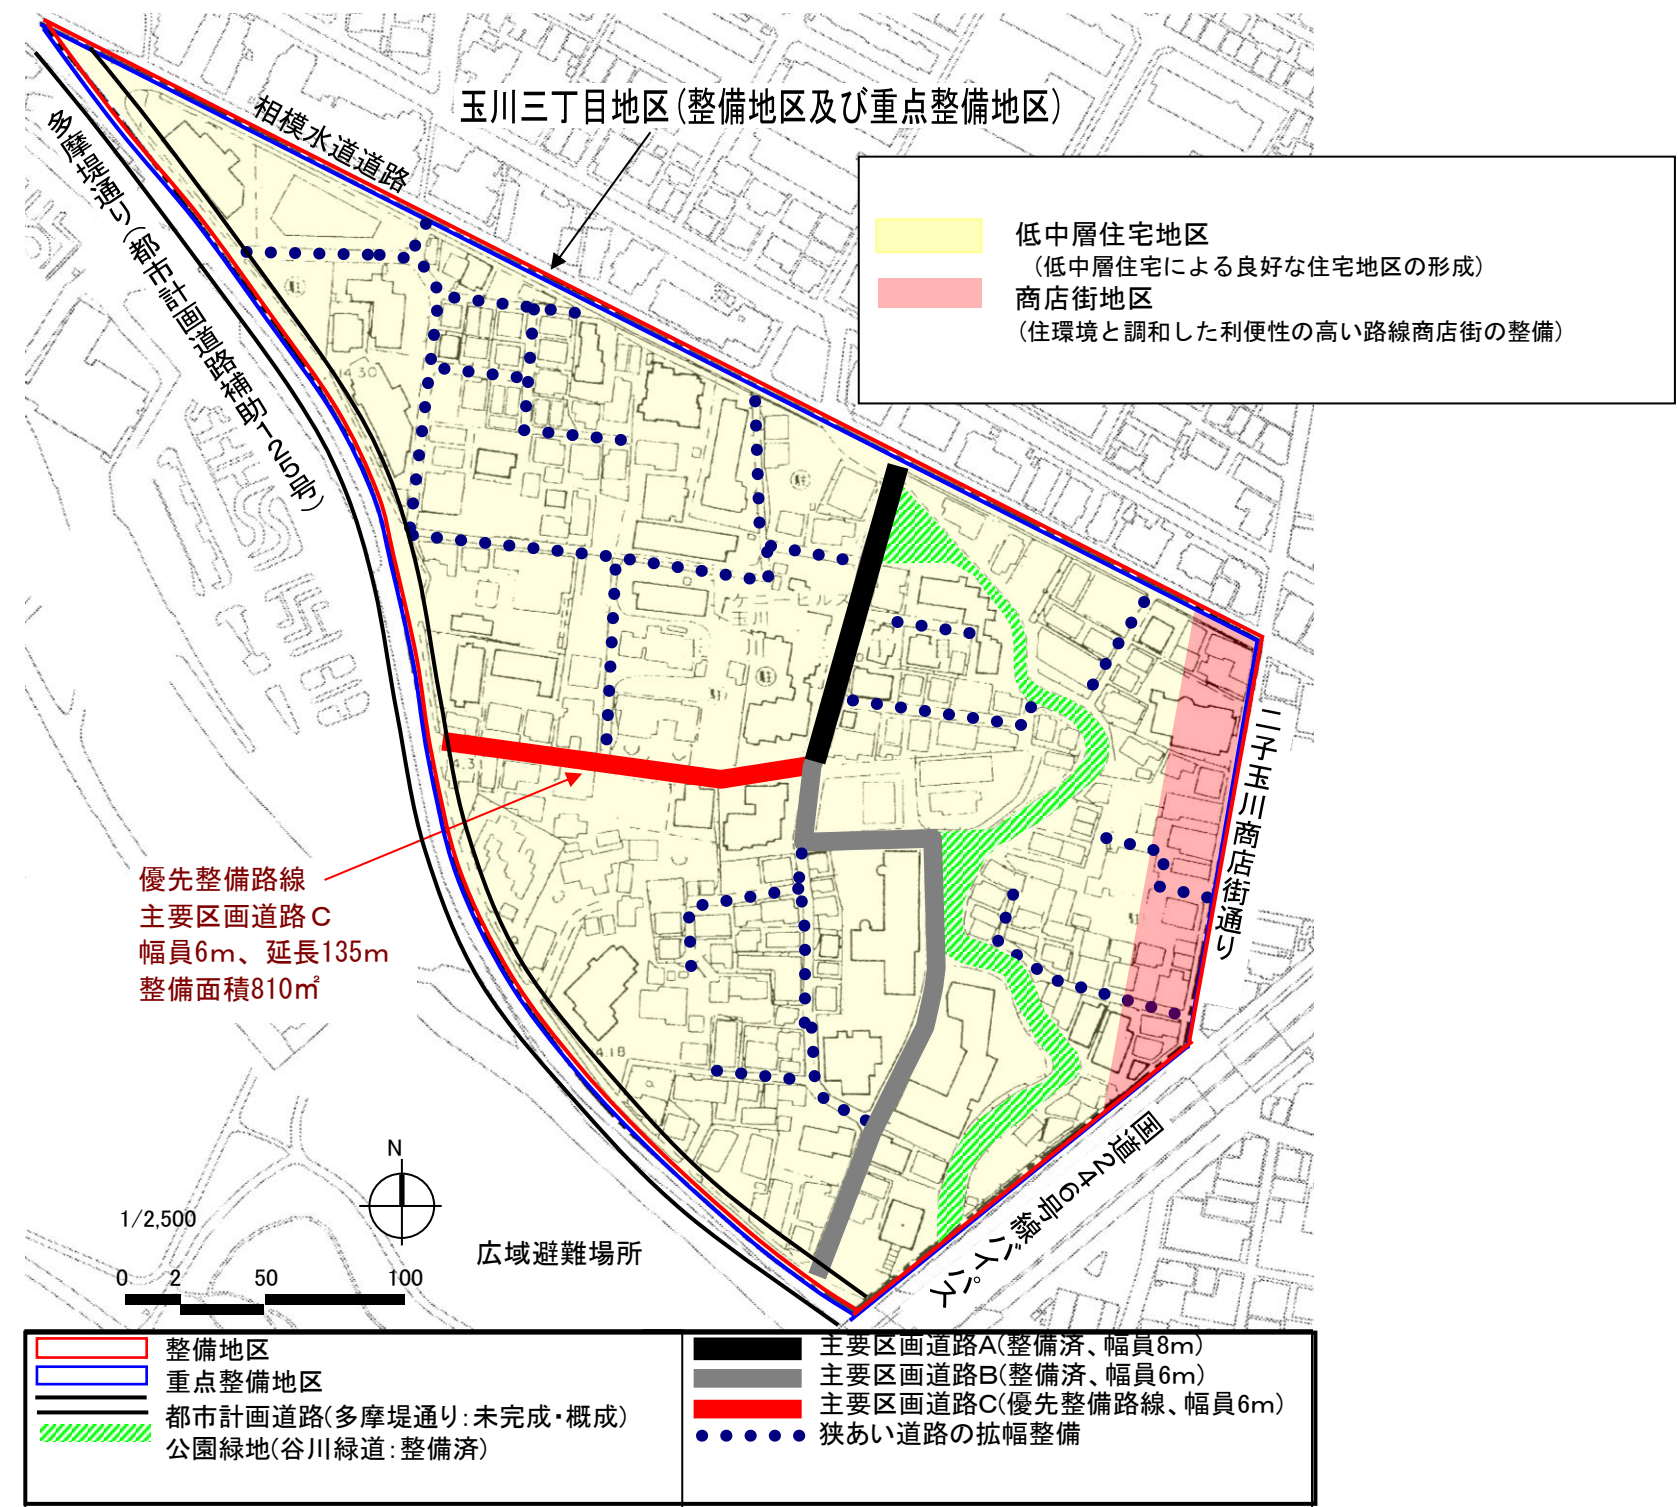 玉川三丁目地区(整備地区及び重点整備地区)
相模水道道路
多摩堤通り(都市計画道路補助125号)
低中層住宅地区
(低中層住宅による良好な住宅地区の形成)
商店街地区
(住環境と調和した利便性の高い路線商店街の整備)
14.30
ケニーヒルズ
玉川
川
二子玉川商店街通り
優先整備路線
主要区画道路C
幅員6m、延長135m
整備面積810㎡
4.18
国道246号線バイパス
N
1/2,500
広域避難場所
0 2 50 100
整備地区
重点整備地区
都市計画道路(多摩堤通り:未完成・概成)
公園緑地(谷川緑道:整備済)
主要区画道路A(整備済、幅員8m)
主要区画道路B(整備済、幅員6m)
主要区画道路C(優先整備路線、幅員6m)
狭あい道路の拡幅整備